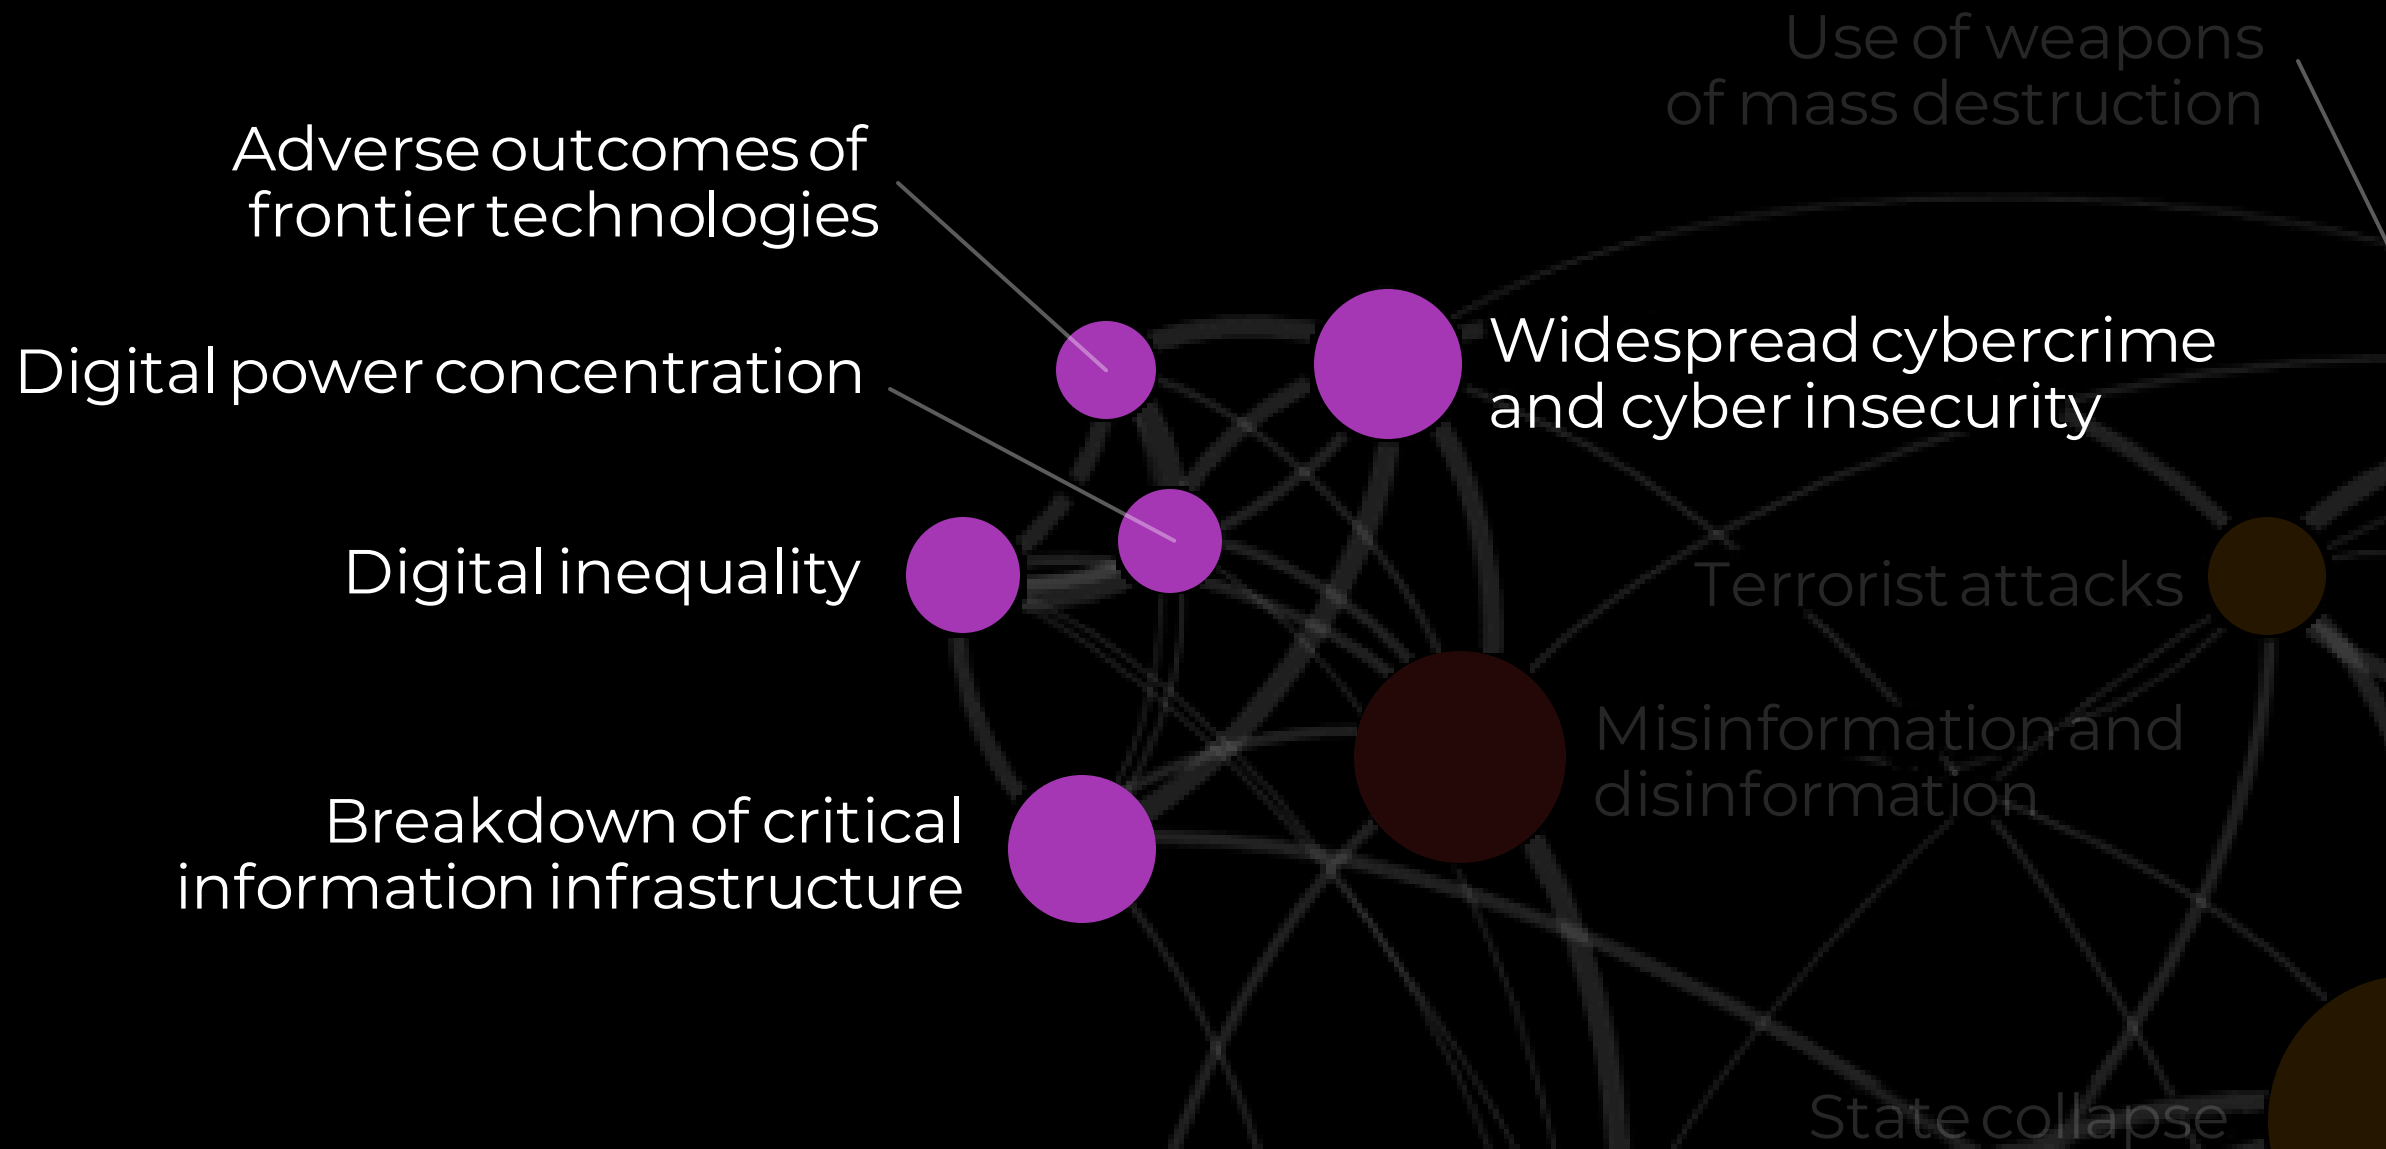 Use of weapons
of mass destruction
Adverse outcomes of
frontier technologies
Digital power concentration
Widespread cybercrime
and cyber insecurity
Digital inequality
Terrorist attacks
Misinformation and
disinformation
Breakdown of critical
information infrastructure
State collapse